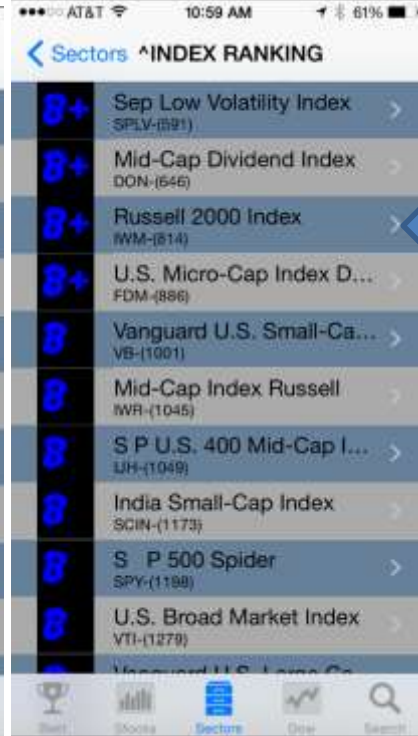 AT&T 10:59 AM 61%
Sectors ^INDEX RANKING
8+ Sep Low Volatility Index
SPLV-(591)
8+ Mid-Cap Dividend Index
DON-(646)
8+ Russell 2000 Index
IWM-(814)
8+ U.S. Micro-Cap Index D...
FDM-(886)
8 Vanguard U.S. Small-Ca...
VB-(1001)
8 Mid-Cap Index Russell
IWR-(1045)
8 S P U.S. 400 Mid-Cap I...
IJH-(1049)
8 India Small-Cap Index
SCIN-(1173)
8 S P 500 Spider
SPY-(1198)
8 U.S. Broad Market Index
VTI-(1279)
Stocks Sectors Dow Search